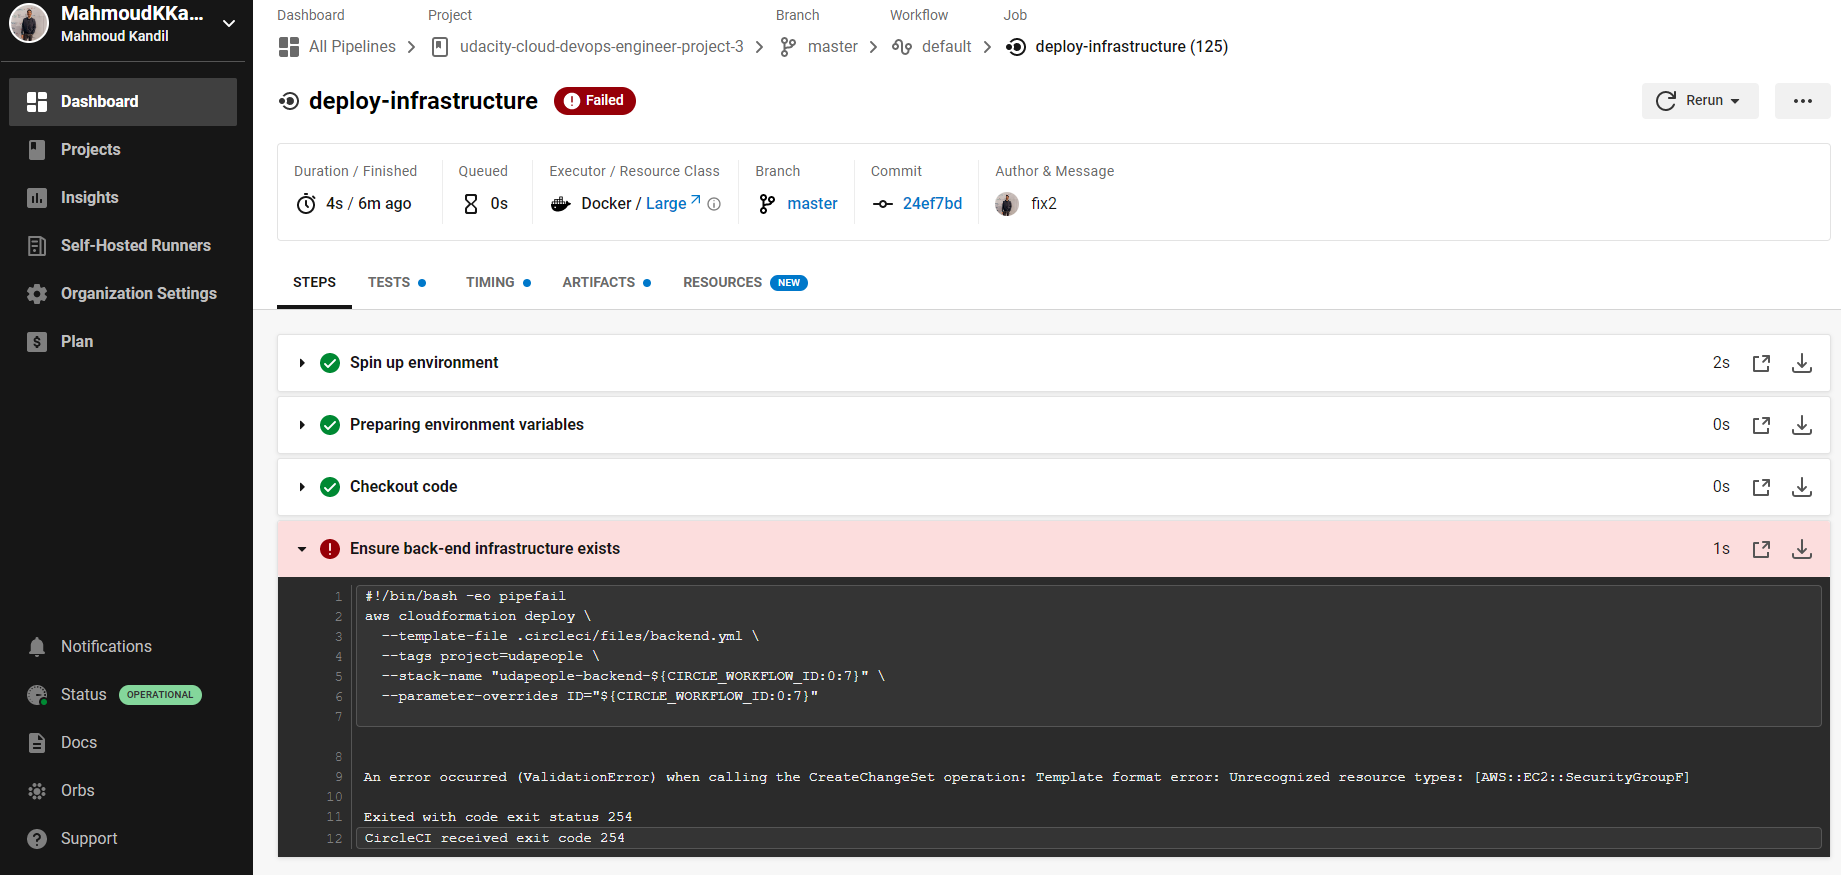 MahmoudKKa...
Mahmoud Kandil
Dashboard
Projects
Insights
Self-Hosted Runners
Organization Settings
Plan
Notifications
Status OPERATIONAL
Docs
Orbs
Support
Dashboard Project Branch Workflow Job
All Pipelines udacity-cloud-devops-engineer-project-3 master default deploy-infrastructure (125)
deploy-infrastructure Failed
Rerun
Duration / Finished Queued Executor / Resource Class Branch Commit Author & Message
4s / 6m ago 0s Docker / Large master 24ef7bd fix2
STEPS TESTS TIMING ARTIFACTS RESOURCES NEW
Spin up environment 2s
Preparing environment variables 0s
Checkout code 0s
Ensure back-end infrastructure exists 1s
1 #!/bin/bash -eo pipefail
2 aws cloudformation deploy \
3 --template-file .circleci/files/backend.yml \
4 --tags project=udapeople \
5 --stack-name "udapeople-backend-${CIRCLE_WORKFLOW_ID:0:7}" \
6 --parameter-overrides ID="${CIRCLE_WORKFLOW_ID:0:7}"
7
8
9 An error occurred (ValidationError) when calling the CreateChangeSet operation: Template format error: Unrecognized resource types: [AWS::EC2::SecurityGroupF]
10
11 Exited with code exit status 254
12 CircleCI received exit code 254